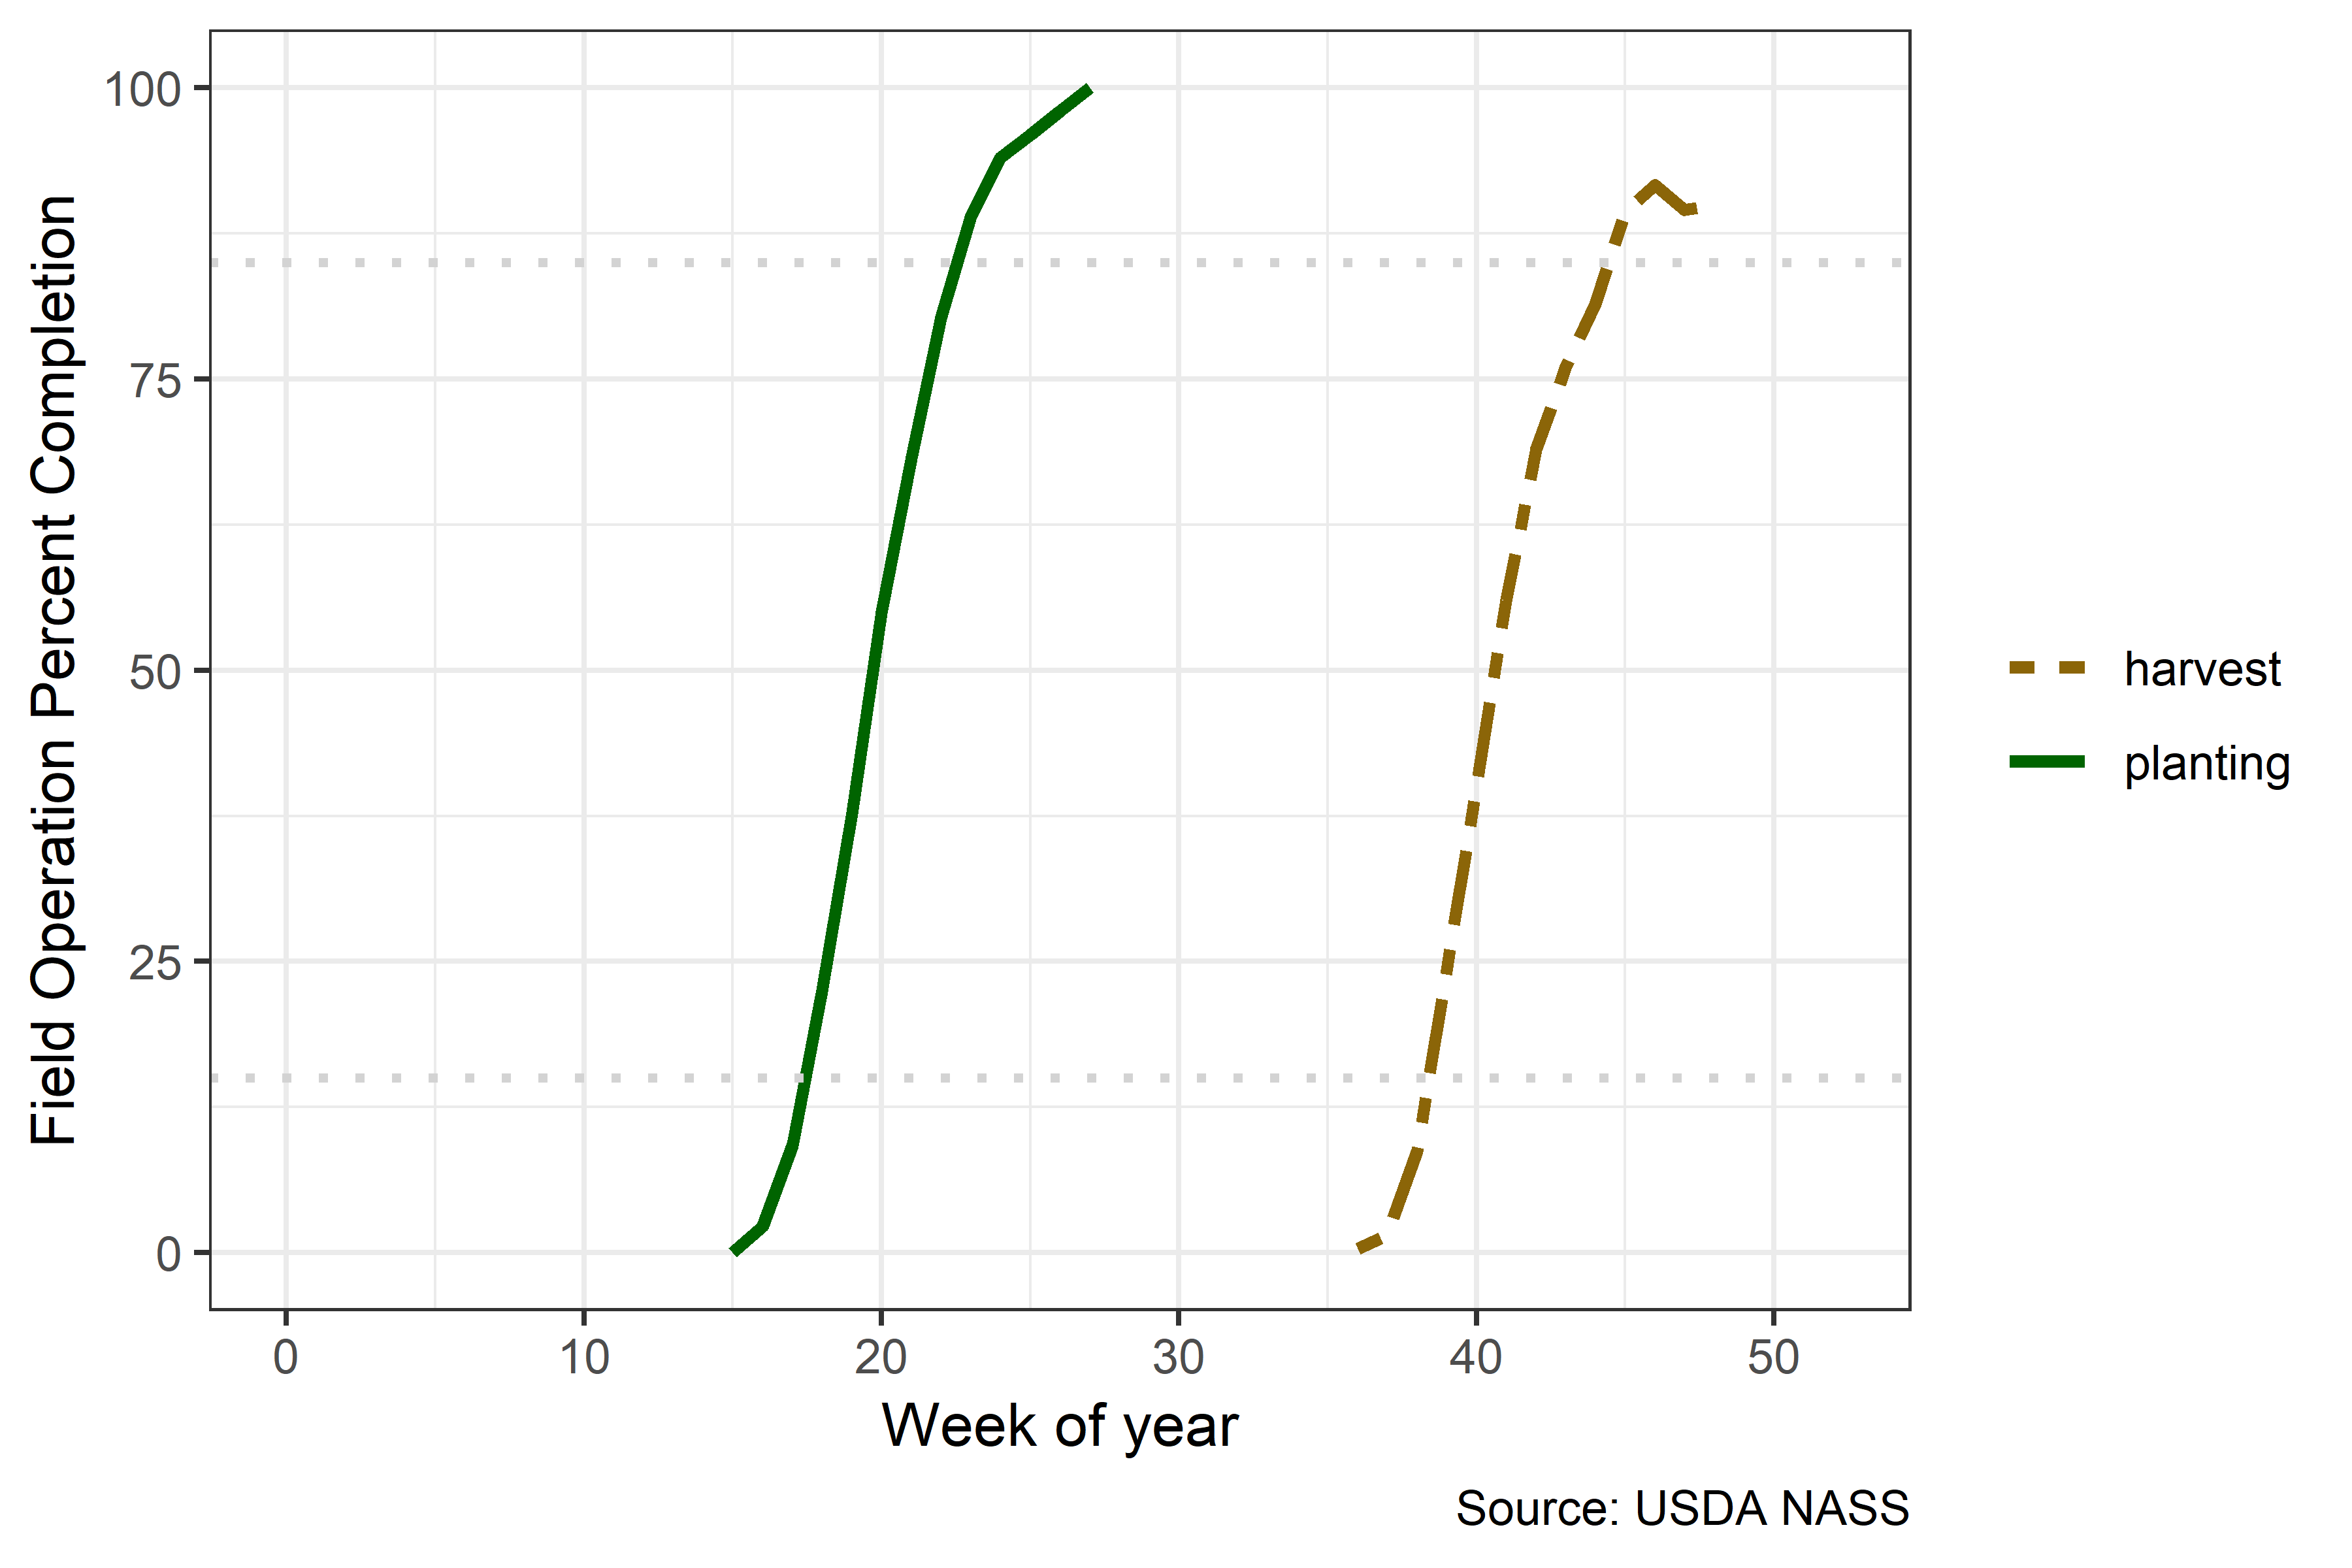 Field Operation Percent Completion
100
75
50
25
0
0 10 20 30 40 50
Week of year
harvest
planting
Source: USDA NASS